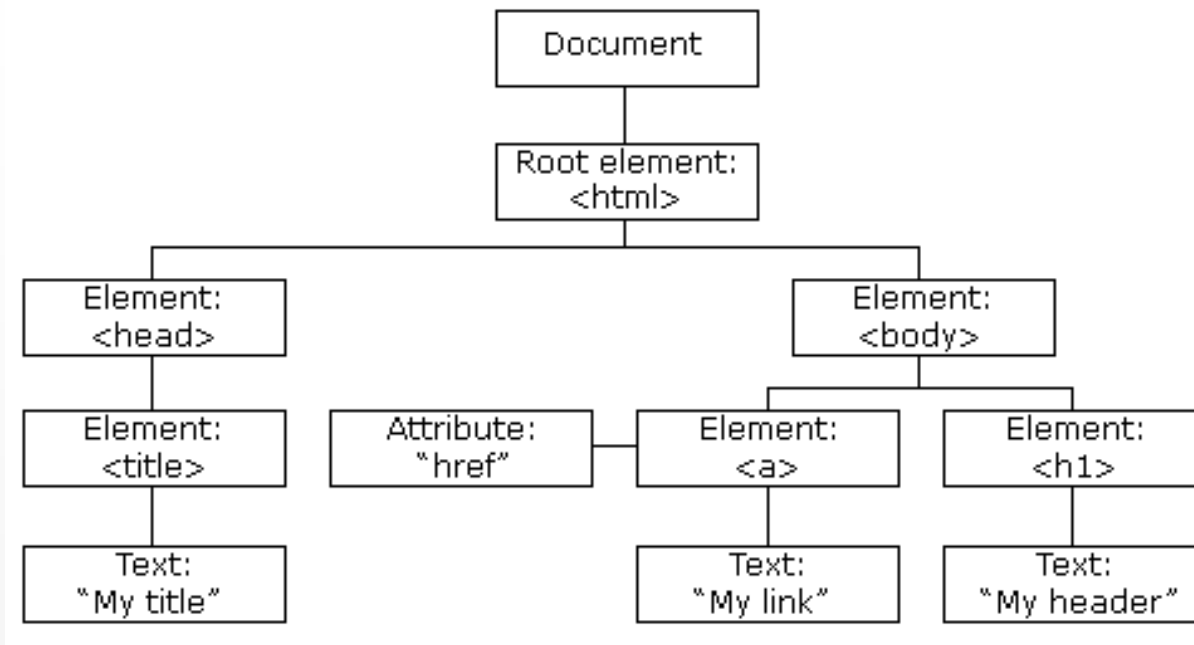 Document
Root element:
<html>
Element:
<head>
Element:
<body>
Element:
<title>
Attribute:
“href”
Element:
<a>
Element:
<h1>
Text:
“My title”
Text:
“My link”
Text:
“My header”